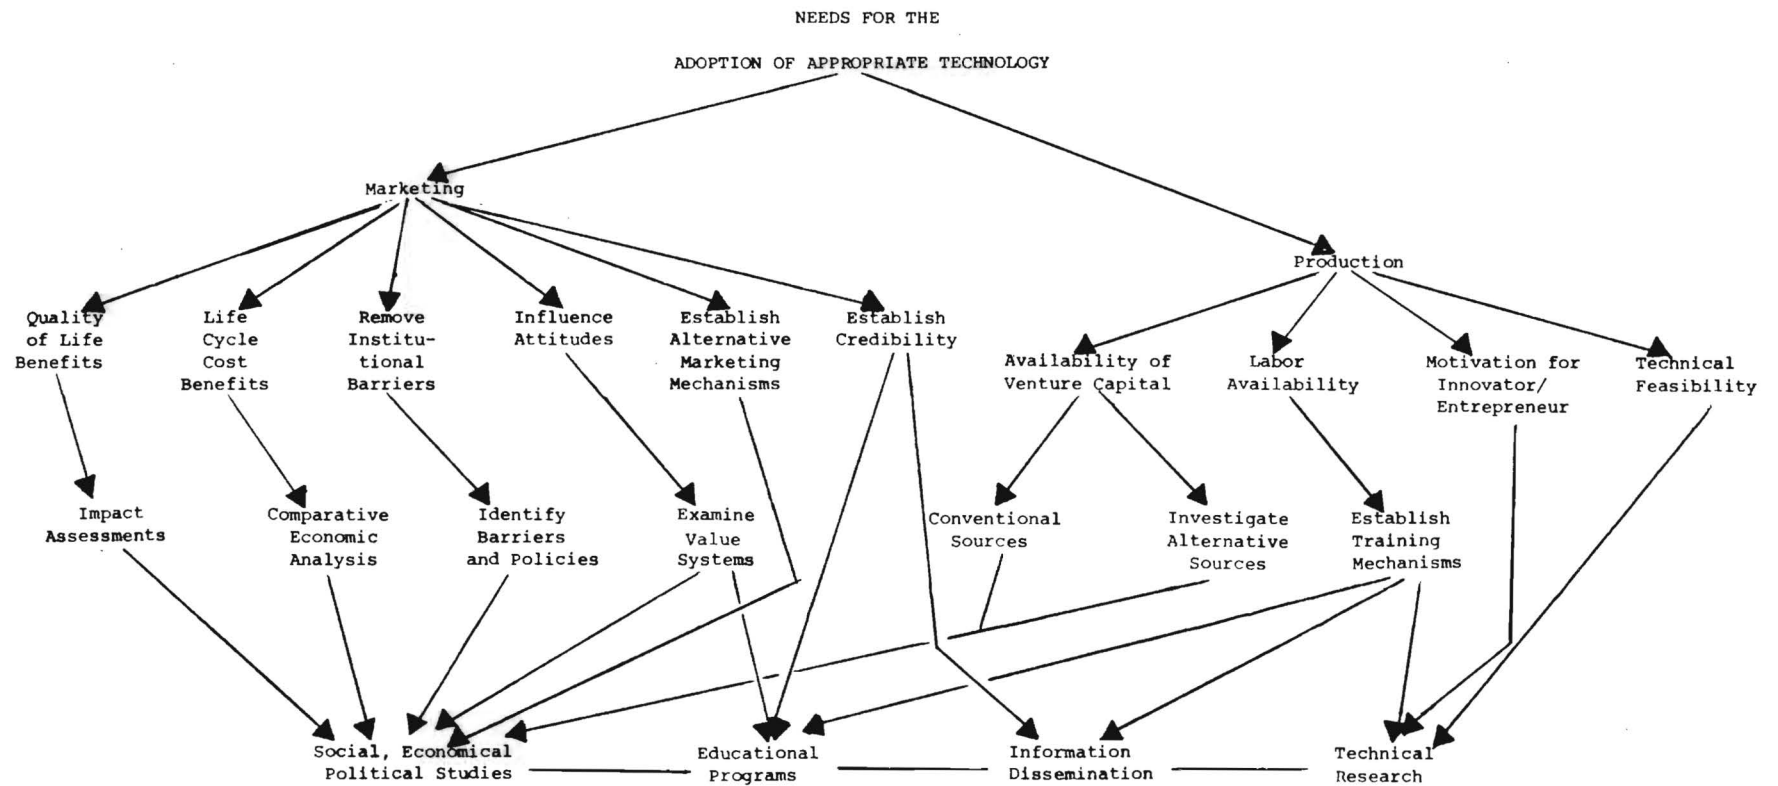 NEEDS FOR THE
ADOPTION OF APPROPRIATE TECHNOLOGY
Marketing
Production
Quality
of Life
Benefits
Life
Cycle
Cost
Benefits
Remove
Institu-
tional
Barriers
Influence
Attitudes
Establish
Alternative
Marketing
Mechanisms
Establish
Credibility
Availability of
Venture Capital
Labor
Availability
Motivation for
Innovator/
Entrepreneur
Technical
Feasibility
Impact
Assessments
Comparative
Economic
Analysis
Identify
Barriers
and Policies
Examine
Value
Systems
Conventional
Sources
Investigate
Alternative
Sources
Establish
Training
Mechanisms
Social, Economical
Political Studies
Educational
Programs
Information
Dissemination
Technical
Research